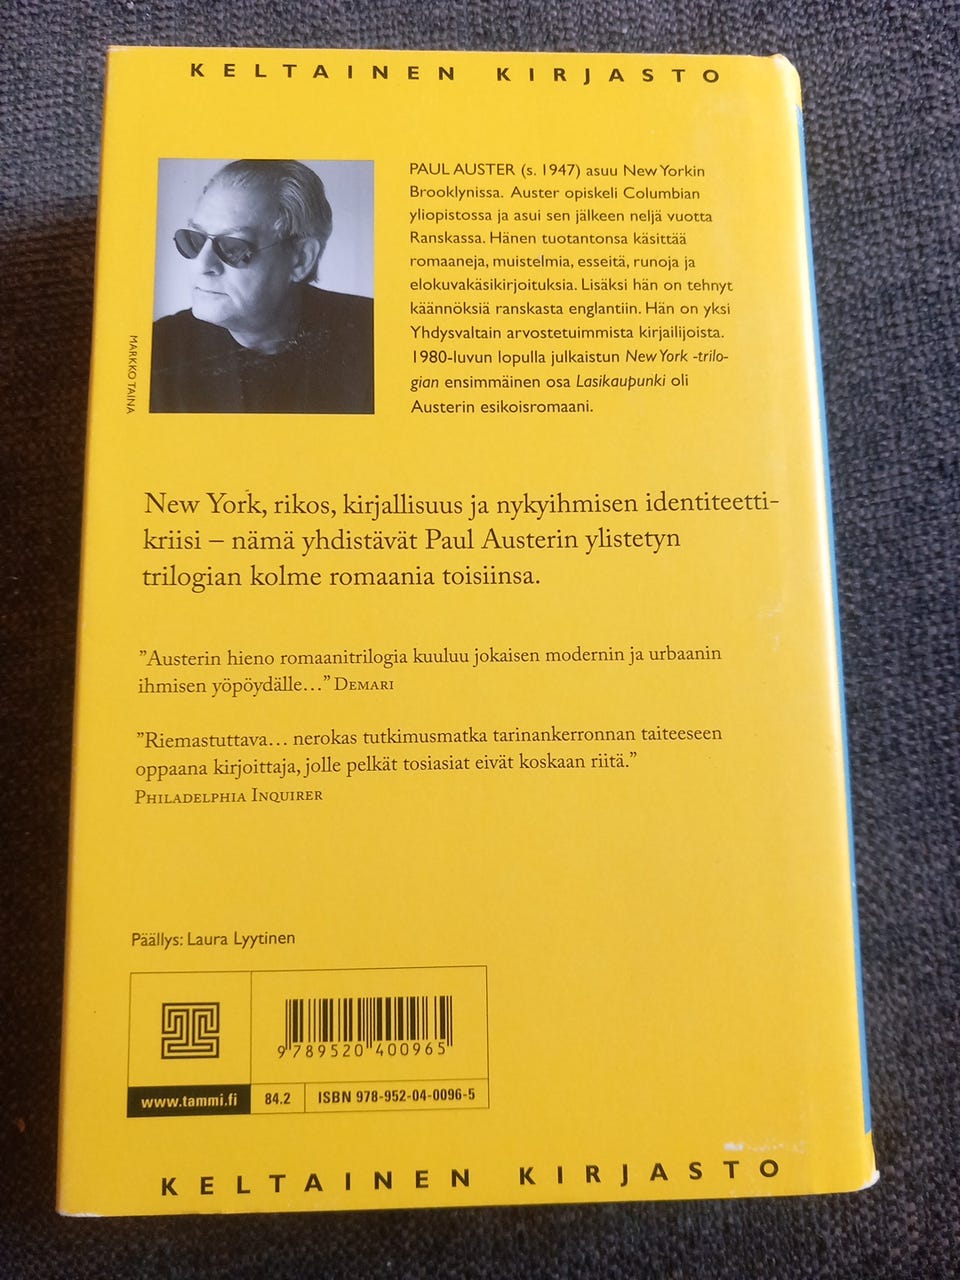 KELTAINEN KIRJASTO
MARKKO TAINA
PAUL AUSTER (s. 1947) asuu New Yorkin
Brooklynissa. Auster opiskeli Columbian
yliopistossa ja asui sen jälkeen neljä vuotta
Ranskassa. Hänen tuotantonsa käsittää
romaaneja, muistelmia, esseitä, runoja ja
elokuvakäsikirjoituksia. Lisäksi hän on tehnyt
käännöksiä ranskasta englantiin. Hän on yksi
Yhdysvaltain arvostetuimmista kirjailijoista.
1980-luvun lopulla julkaistun New York -trilo-
gian ensimmäinen osa Lasikaupunki oli
Austerin esikoisromaani.
New York, rikos, kirjallisuus ja nykyihmisen identiteetti-
kriisi – nämä yhdistävät Paul Austerin ylistetyn
trilogian kolme romaania toisiinsa.
”Austerin hieno romaanitrilogia kuuluu jokaisen modernin ja urbaanin
ihmisen yöpöydälle...” DEMARI
”Riemastuttava... nerokas tutkimusmatka tarinankerronnan taiteeseen
oppaana kirjoittaja, jolle pelkät tosiasiat eivät koskaan riitä.”
PHILADELPHIA INQUIRER
Päällys: Laura Lyytinen
9 789520 400965
www.tammi.fi 84.2 ISBN 978-952-04-0096-5
KELTAINEN KIRJASTO